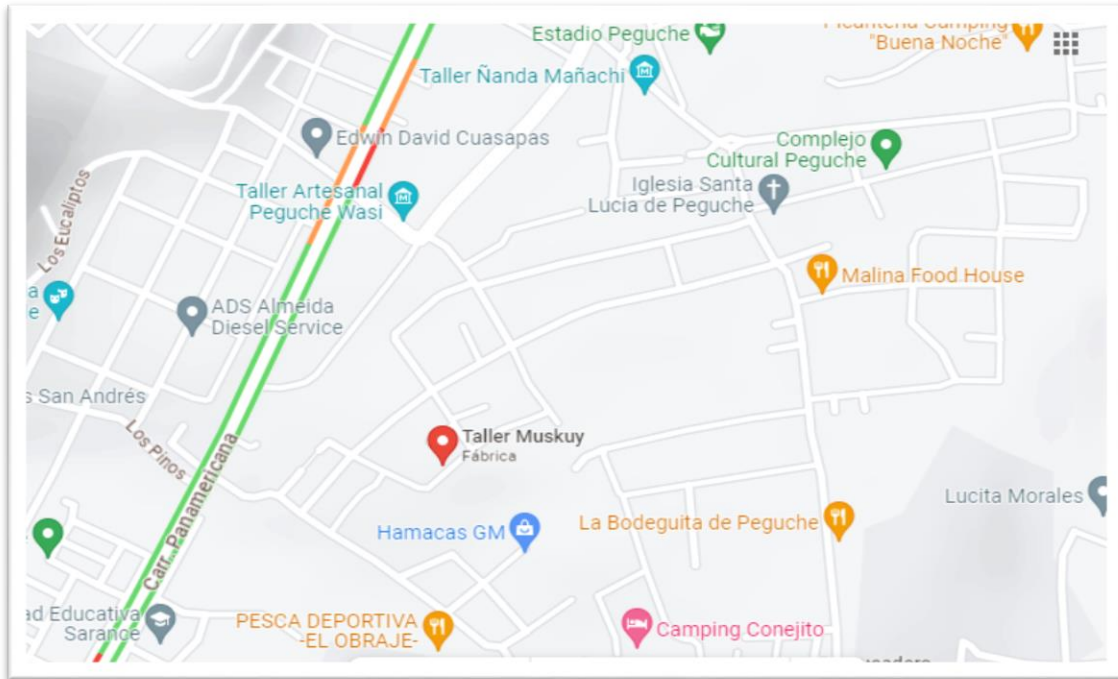 Estadio Peguche
Picantería Camping
"Buena Noche"
Taller Ñanda Mañachi
Edwin David Cuasapas
Complejo
Cultural Peguche
Taller Artesanal
Peguche Wasi
Iglesia Santa
Lucia de Peguche
Los Eucaliptos
Malina Food House
a
e
ADS Almeida
Diesel Service
s San Andrés
Los Pinos
Taller Muskuy
Fábrica
Carr. Panamericana
Lucita Morales
La Bodeguita de Peguche
Hamacas GM
ad Educativa
Sarance
PESCA DEPORTIVA
-EL OBRAJE-
Camping Conejito